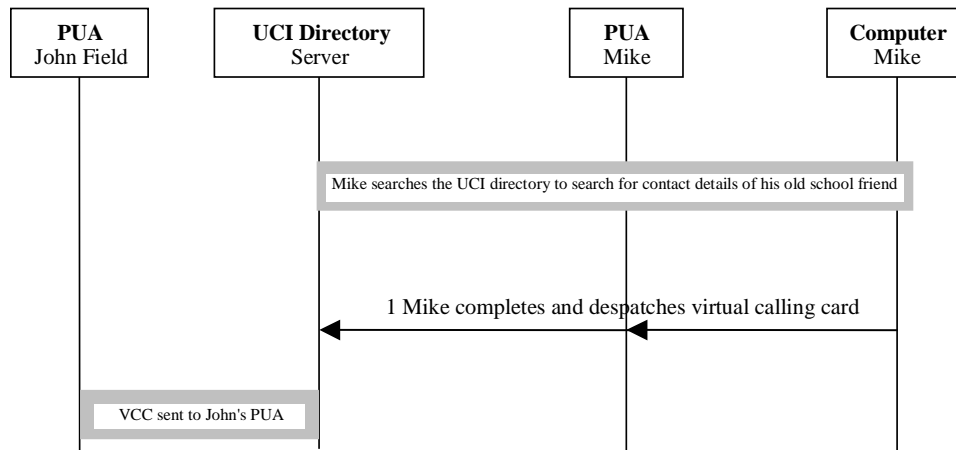 PUA
John Field
UCI Directory
Server
PUA
Mike
Computer
Mike
Mike searches the UCI directory to search for contact details of his old school friend
1 Mike completes and despatches virtual calling card
VCC sent to John's PUA